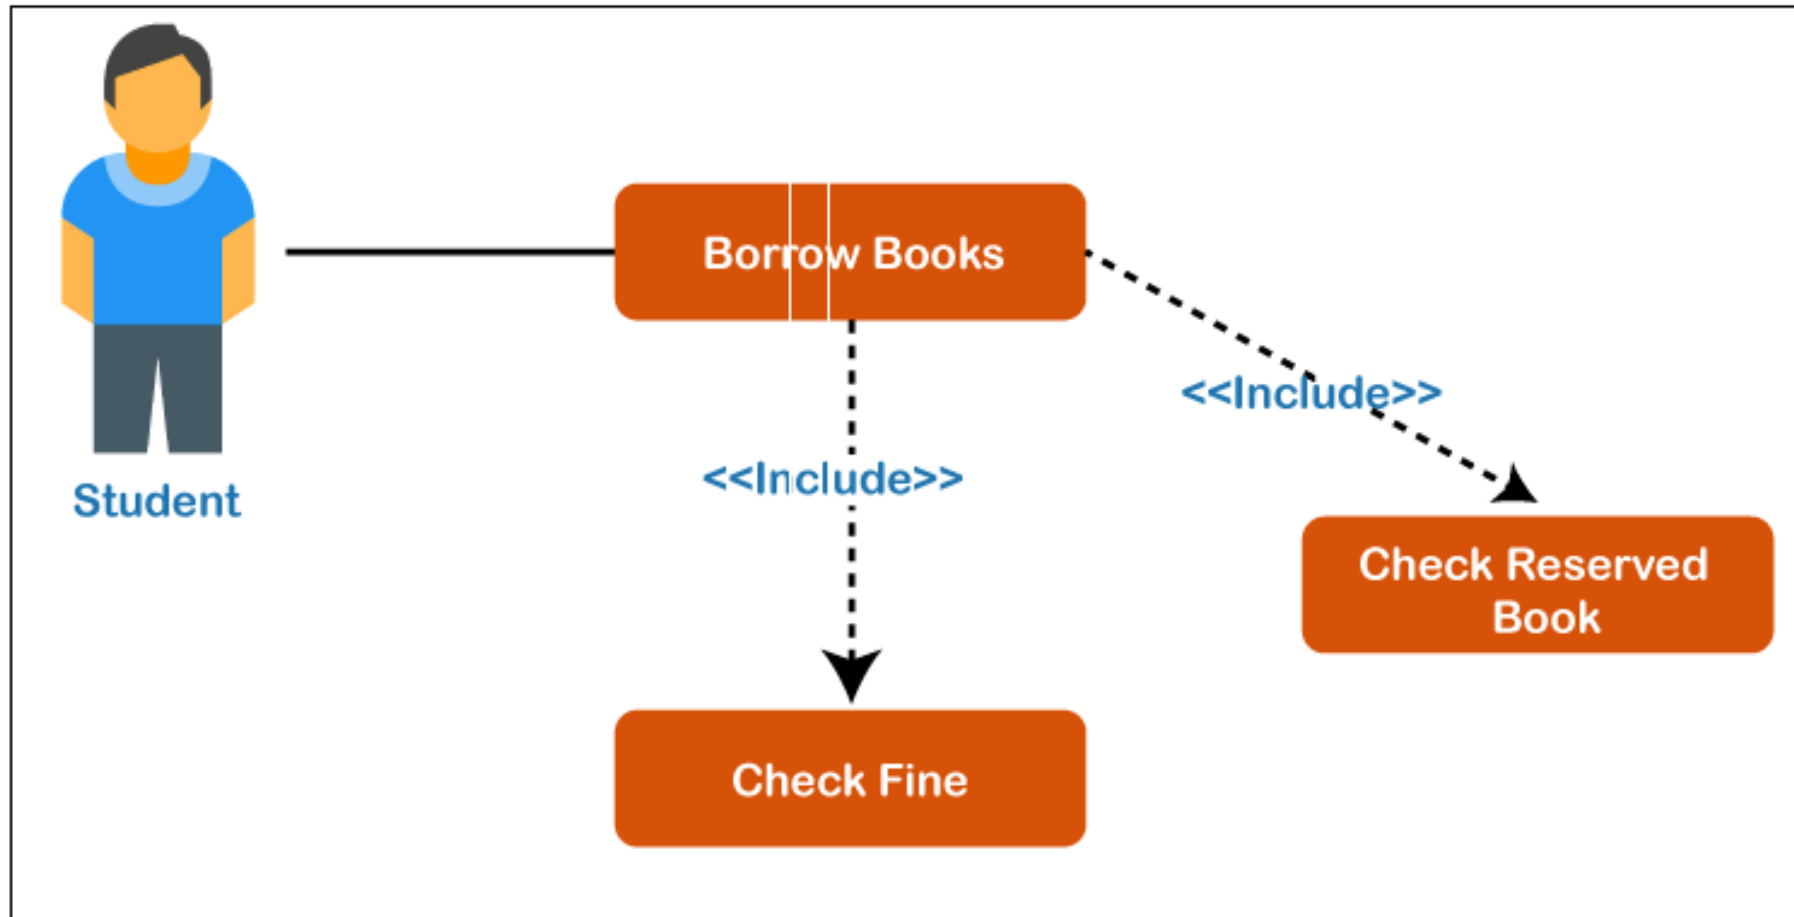 Borrow Books
<<Include>>
<<Include>>
Student
Check Reserved
Book
Check Fine